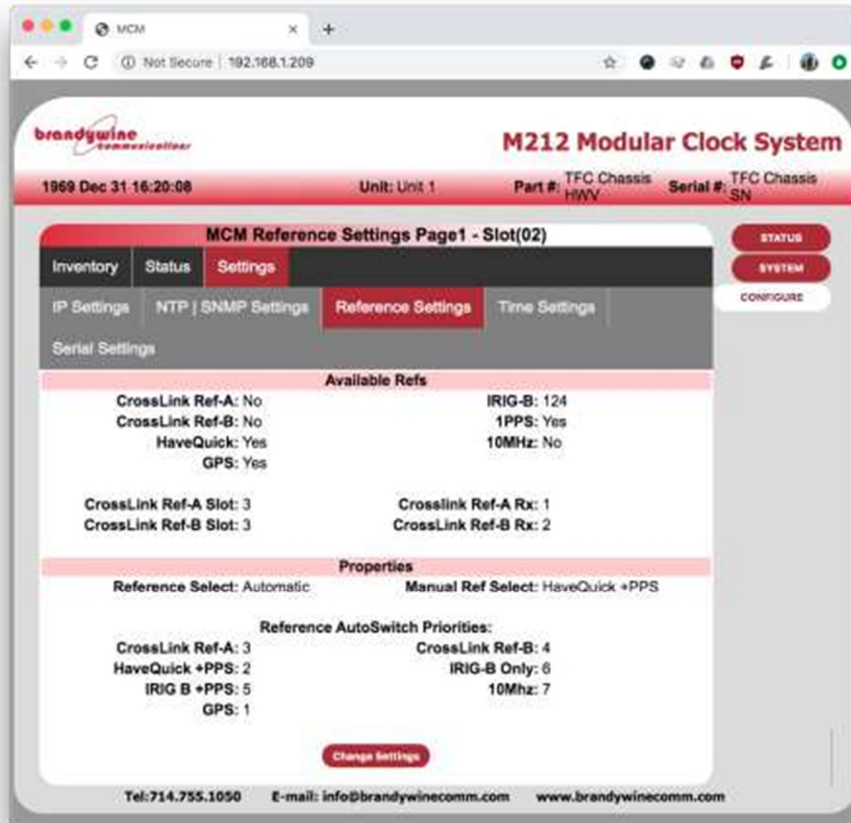 MCM
Not Secure | 192.168.1.209
brandywine
communications
M212 Modular Clock System
1969 Dec 31 16:20:08
Unit: Unit 1
Part #: TFC Chassis HWV
Serial #: TFC Chassis SN
MCM Reference Settings Page1 - Slot(02)
STATUS
SYSTEM
CONFIGURE
Inventory Status Settings
IP Settings NTP | SNMP Settings Reference Settings Time Settings
Serial Settings
Available Refs
CrossLink Ref-A: No IRIG-B: 124
CrossLink Ref-B: No 1PPS: Yes
HaveQuick: Yes 10MHz: No
GPS: Yes
CrossLink Ref-A Slot: 3 Crosslink Ref-A Rx: 1
CrossLink Ref-B Slot: 3 CrossLink Ref-B Rx: 2
Properties
Reference Select: Automatic Manual Ref Select: HaveQuick +PPS
Reference AutoSwitch Priorities:
CrossLink Ref-A: 3 CrossLink Ref-B: 4
HaveQuick +PPS: 2 IRIG-B Only: 6
IRIG B +PPS: 5 10Mhz: 7
GPS: 1
Change Settings
Tel:714.755.1050 E-mail: info@brandywinecomm.com www.brandywinecomm.com